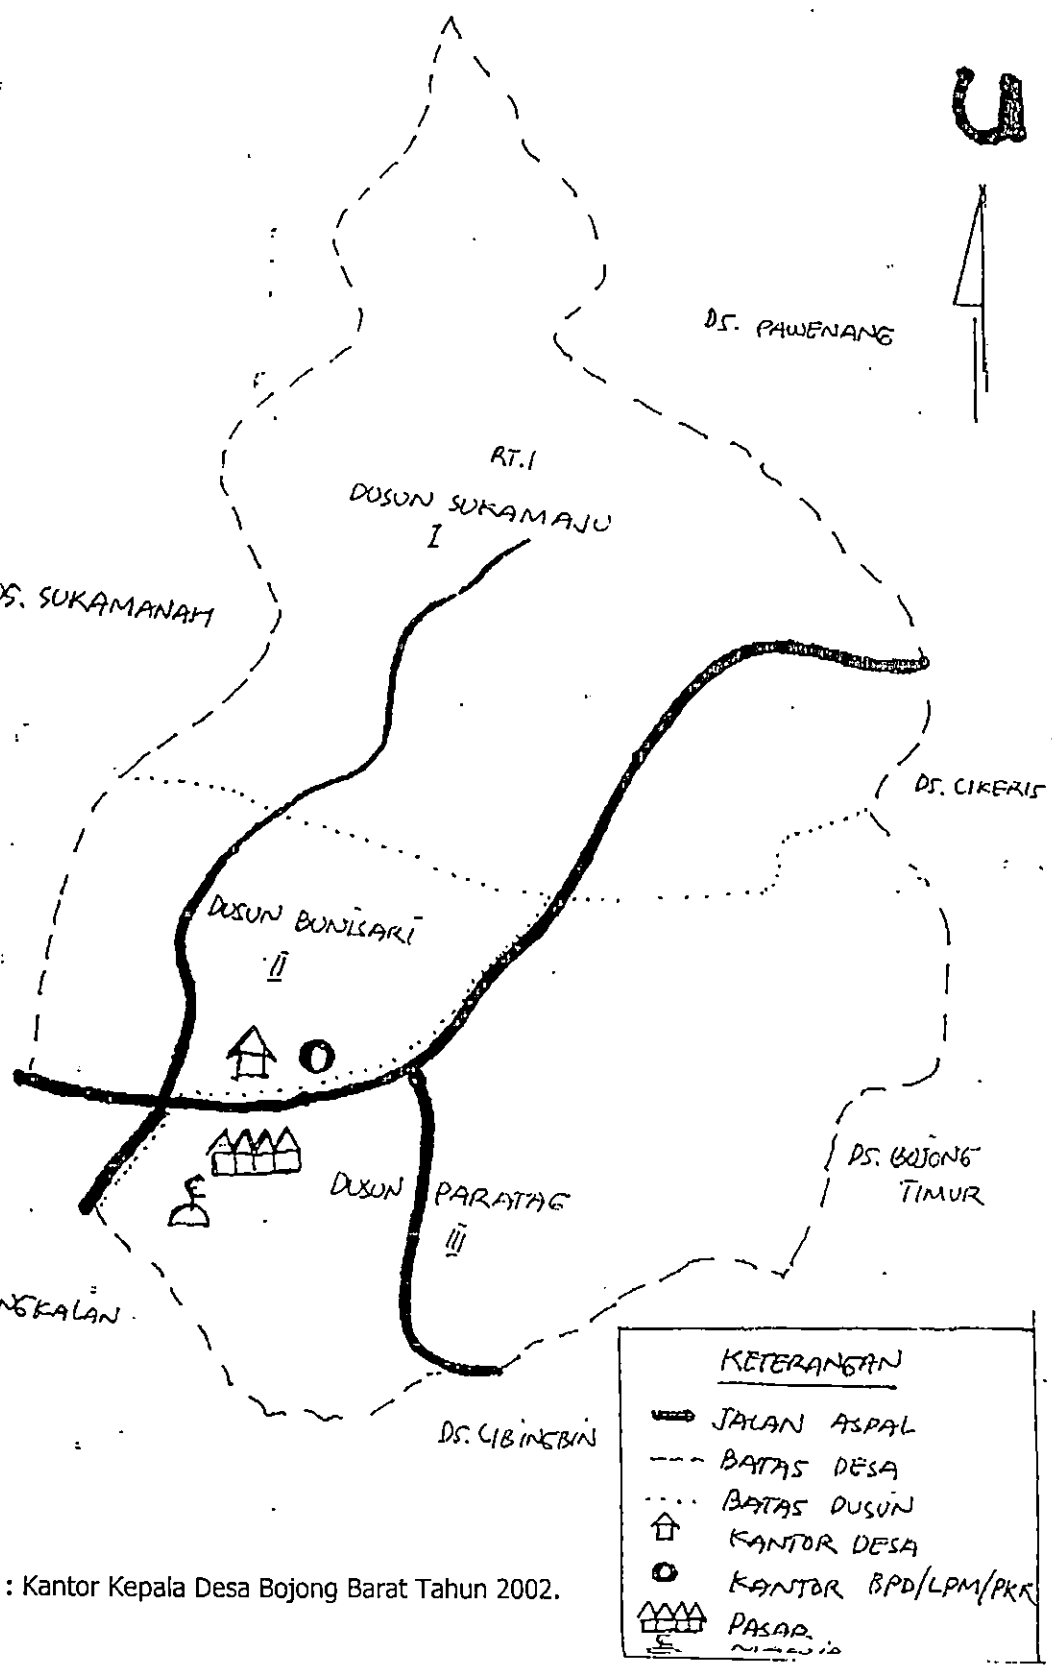 U
DS. PAWENANG
RT.1
DUSUN SUKAMAJU
I
DS. SUKAMANAH
DS. CIKERIS
DUSUN BUNISARI
II
DS. BOJONG
TIMUR
DUSUN PARATAG
III
NGKALAN
DS. CIBINGBIN
KETERANGAN
JALAN ASPAL
BATAS DESA
BATAS DUSUN
KANTOR DESA
KANTOR BPD/LPM/PKK
PASAR
: Kantor Kepala Desa Bojong Barat Tahun 2002.